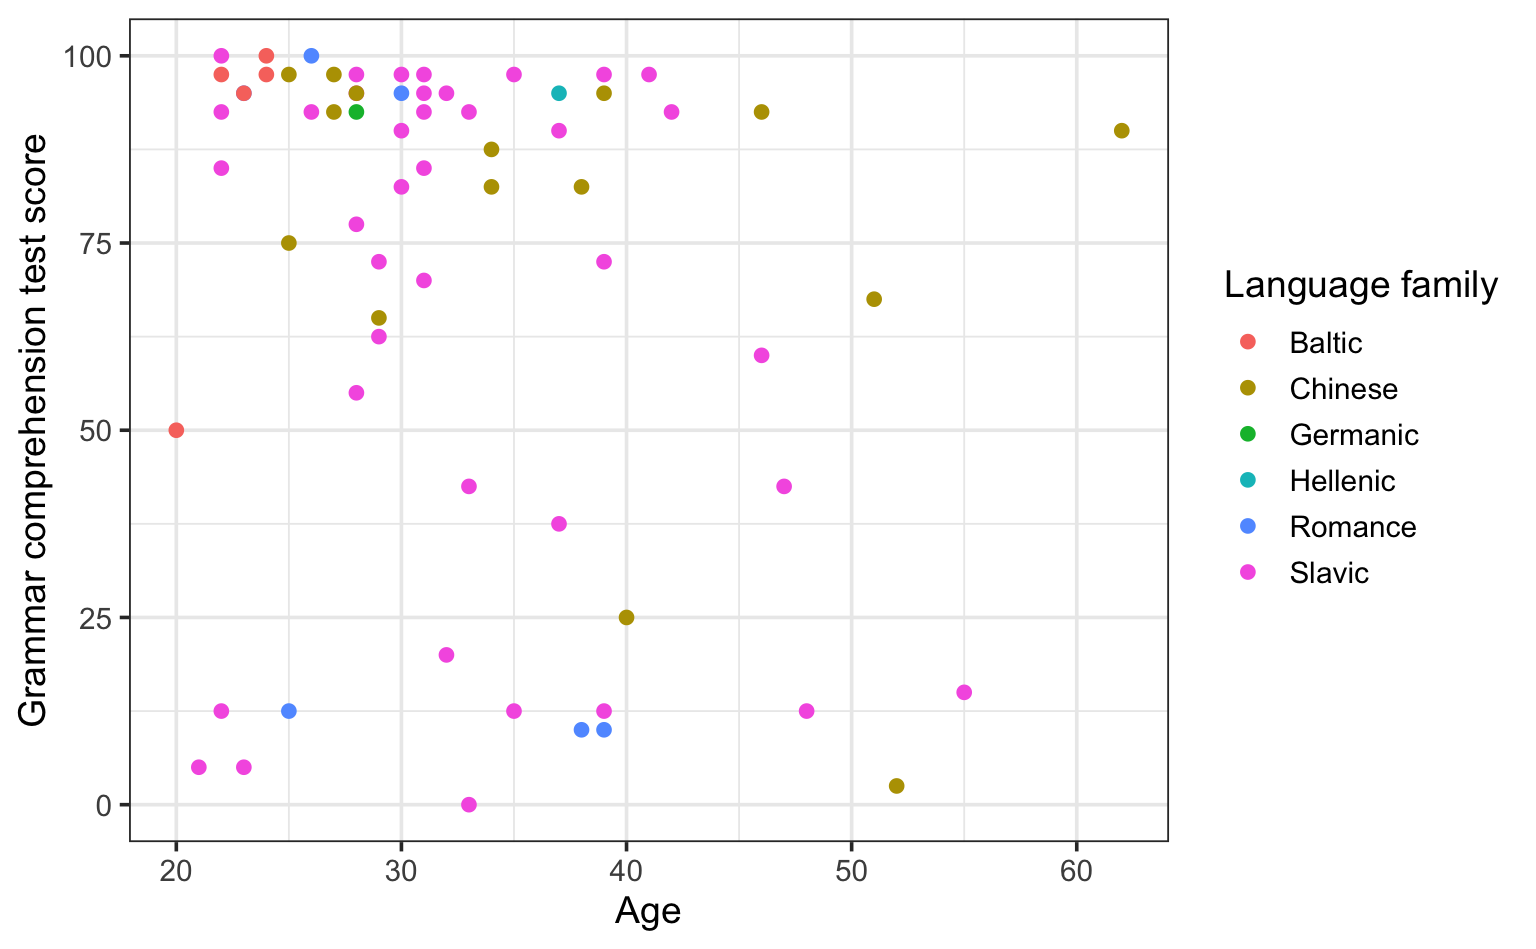 Grammar comprehension test score
100
75
50
25
0
20 30 40 50 60
Age
Language family
Baltic
Chinese
Germanic
Hellenic
Romance
Slavic